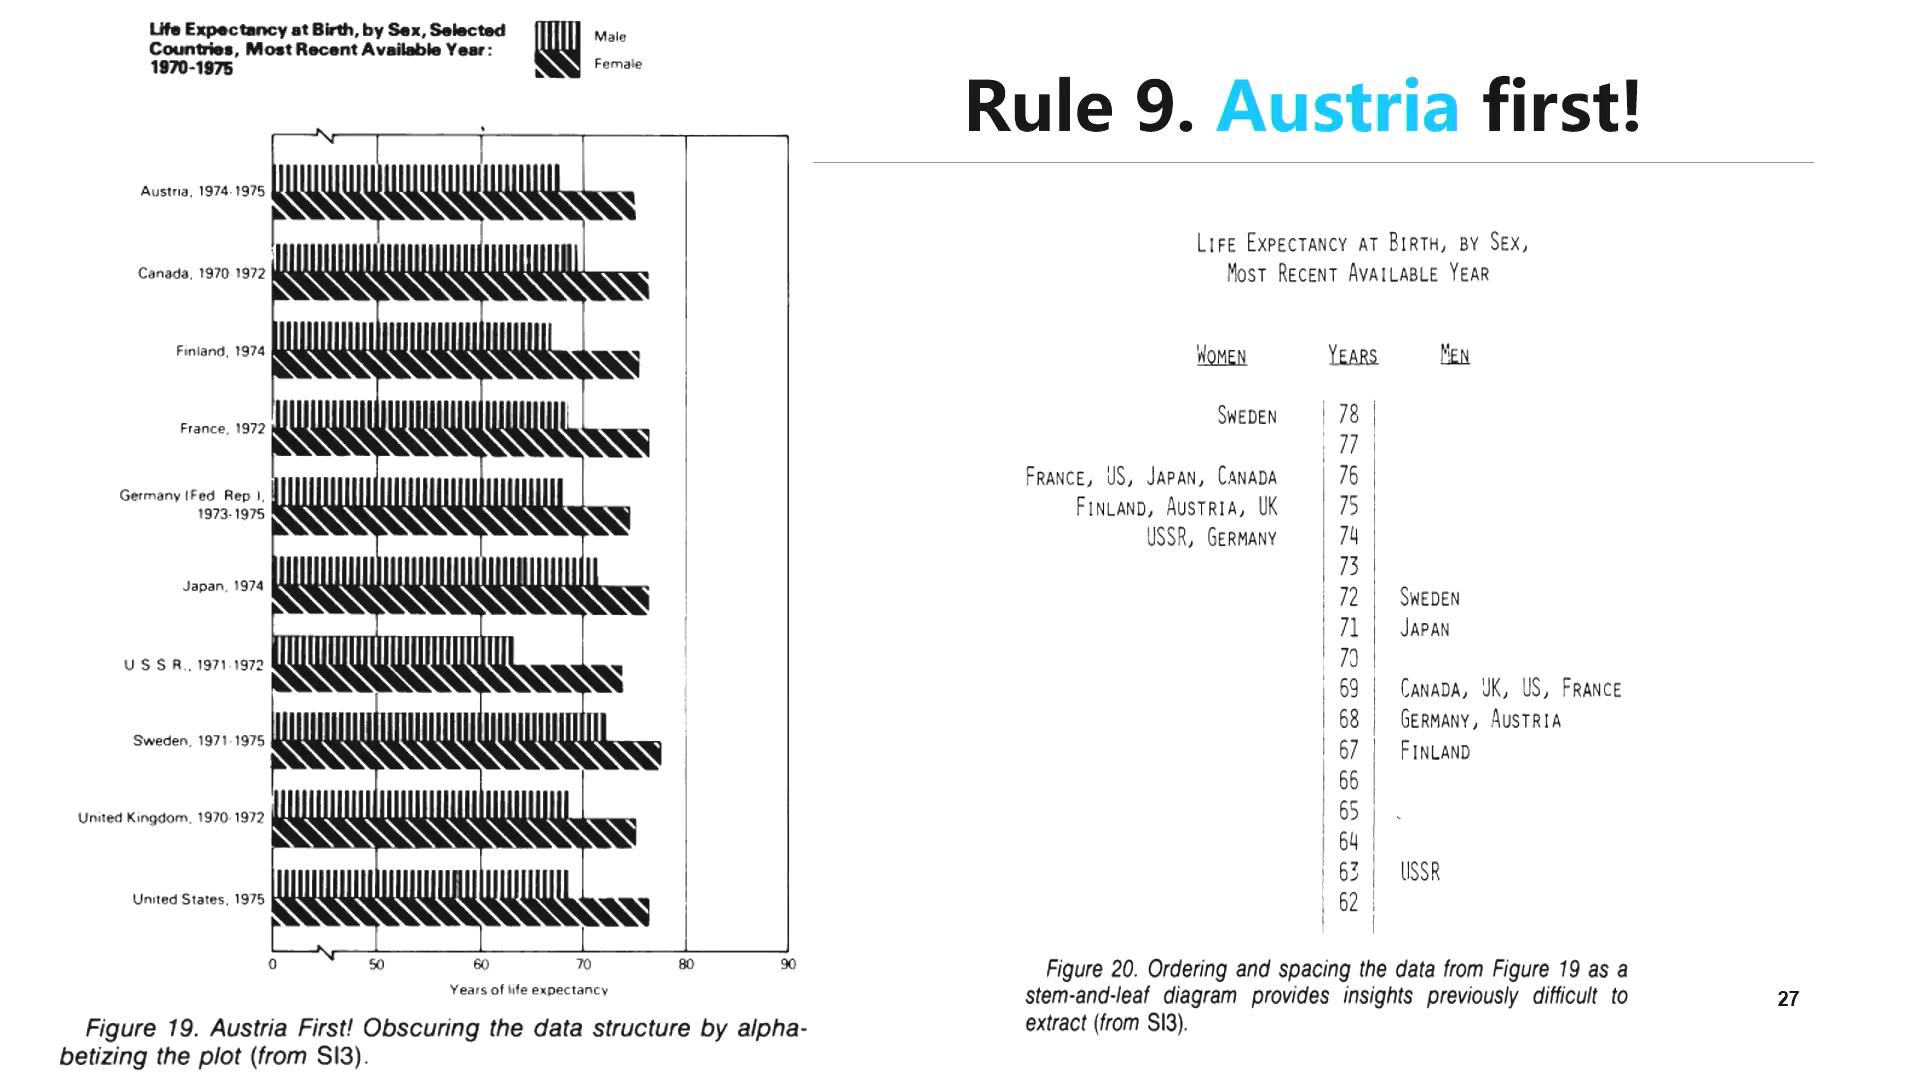 Life Expectancy at Birth, by Sex, Selected
Countries, Most Recent Available Year:
1970-1975
Male
Female
Austria, 1974-1975
Canada, 1970-1972
Finland, 1974
France, 1972
Germany (Fed. Rep.),
1973-1975
Japan, 1974
U S S R., 1971-1972
Sweden, 1971-1975
United Kingdom, 1970-1972
United States, 1975
0 50 60 70 80 90
Years of life expectancy
Figure 19. Austria First! Obscuring the data structure by alpha-
betizing the plot (from SI3).
Rule 9. Austria first!
LIFE EXPECTANCY AT BIRTH, BY SEX,
MOST RECENT AVAILABLE YEAR
WOMEN YEARS MEN
SWEDEN 78
77
FRANCE, US, JAPAN, CANADA 76
FINLAND, AUSTRIA, UK 75
USSR, GERMANY 74
73
72 SWEDEN
71 JAPAN
70
69 CANADA, UK, US, FRANCE
68 GERMANY, AUSTRIA
67 FINLAND
66
65
64
63 USSR
62
Figure 20. Ordering and spacing the data from Figure 19 as a
stem-and-leaf diagram provides insights previously difficult to
extract (from SI3).
27